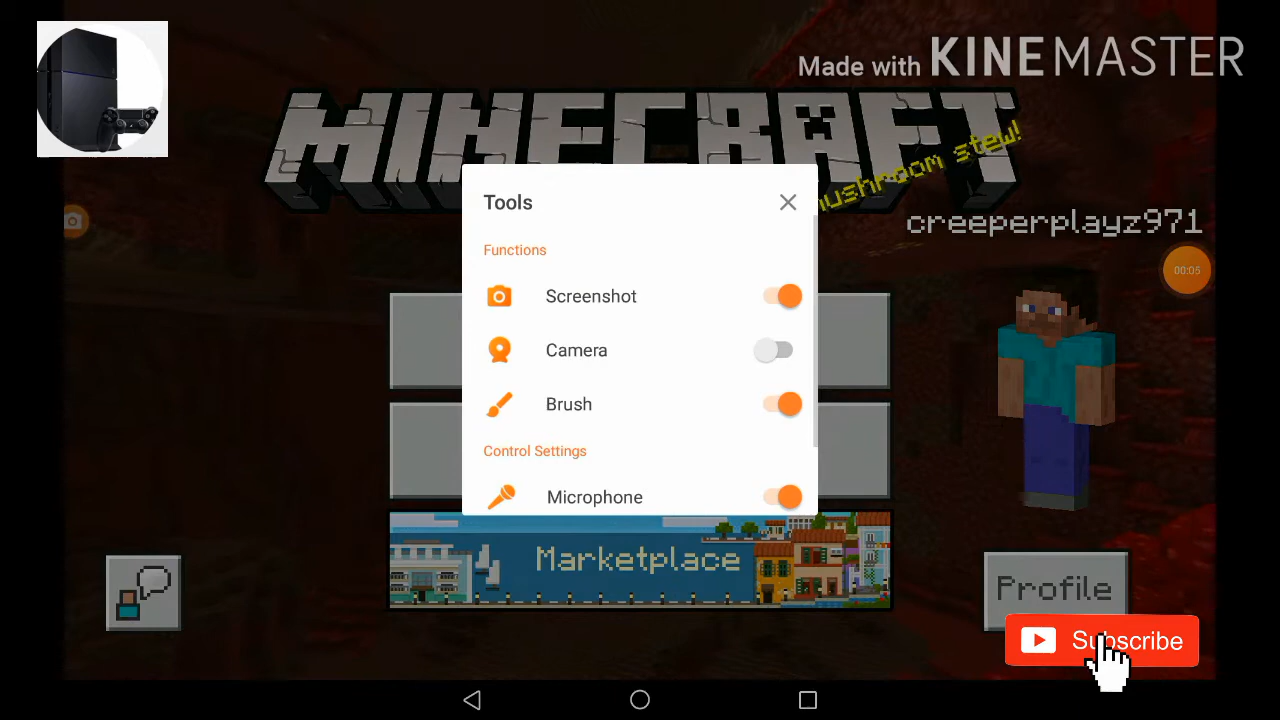 Made with KINEMASTER
MINECRAFT
mushroom stew!
creeperplayz971
Tools
Functions
Screenshot
00:05
Camera
Brush
Control Settings
Microphone
Marketplace
Profile
Subscribe